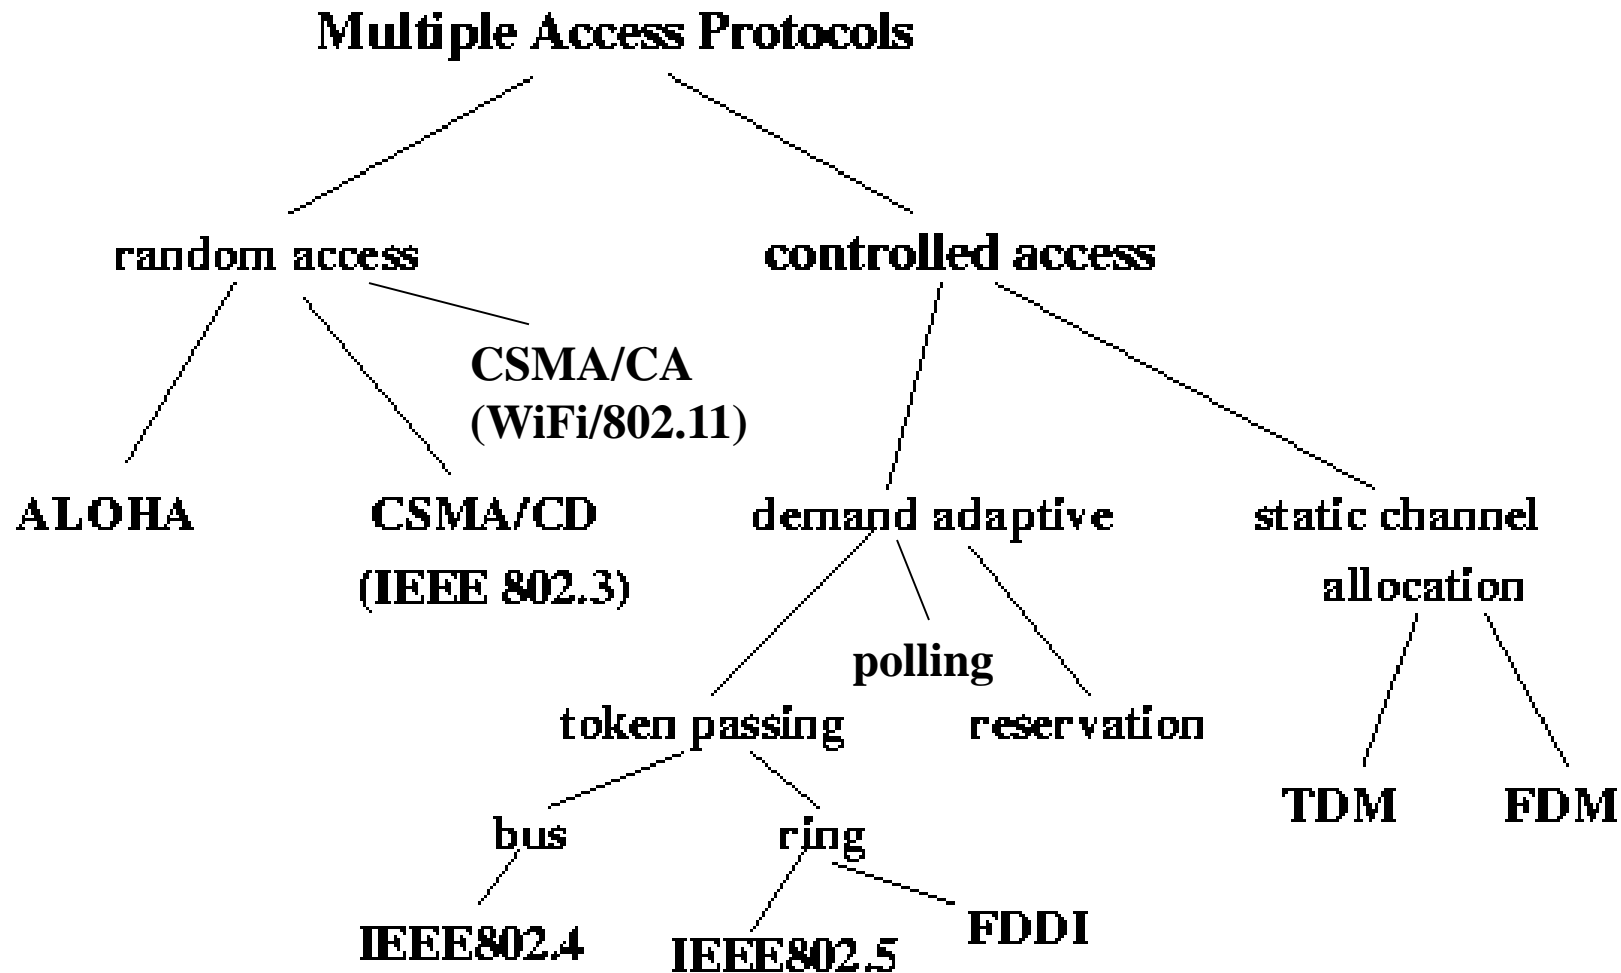 Multiple Access Protocols
random access
controlled access
CSMA/CA
(WiFi/802.11)
ALOHA
CSMA/CD
(IEEE 802.3)
demand adaptive
static channel
allocation
polling
token passing
reservation
TDM
FDM
bus
ring
IEEE802.4
IEEE802.5
FDDI